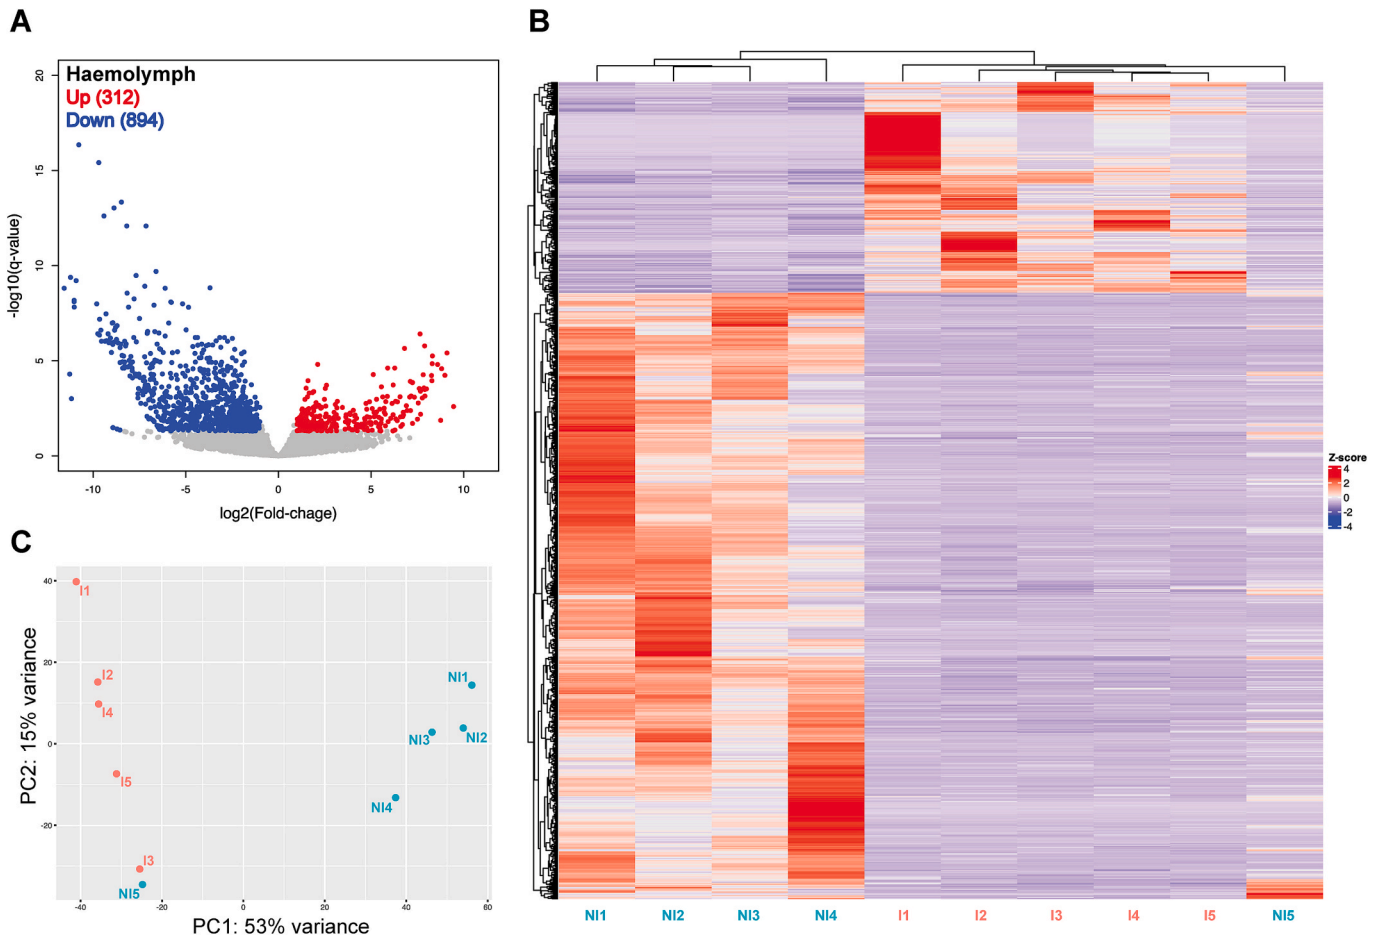 A
Haemolymph
Up (312)
Down (894)
20
15
10
5
0
-log10(q-value)
-10
-5
0
5
10
log2(Fold-chage)
B
Z-score
4
2
0
-2
-4
NI1
NI2
NI3
NI4
I1
I2
I3
I4
I5
NI5
C
40
20
0
-20
PC2: 15% variance
I1
I2
I4
I5
I3
NI5
NI1
NI2
NI3
NI4
-40
-20
0
20
40
60
PC1: 53% variance